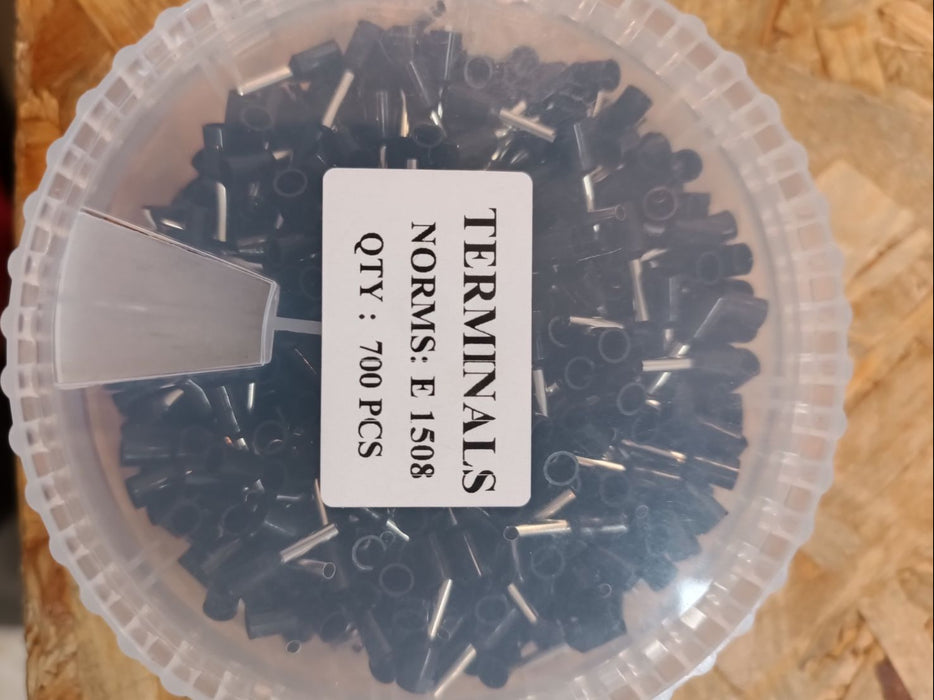 TERMINALS
NORMS: E 1508
QTY : 700 PCS